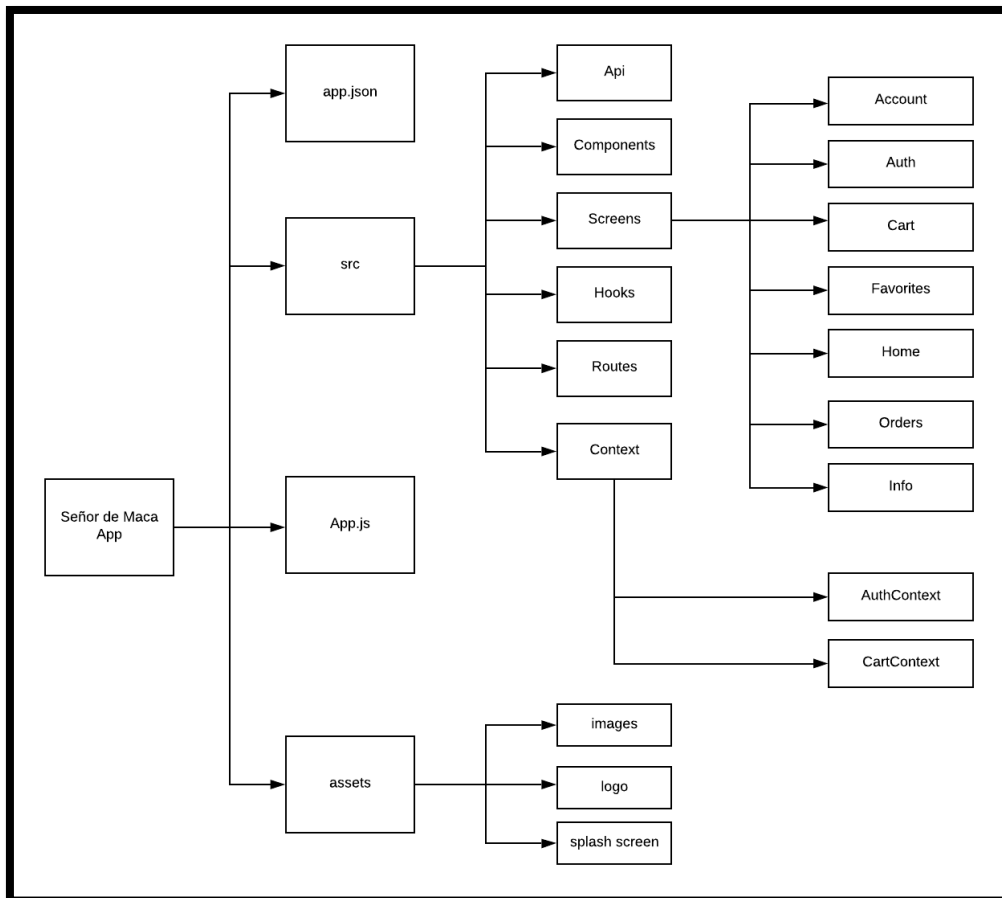 app.json
Api
Account
Components
Auth
Screens
Cart
src
Hooks
Favorites
Routes
Home
Context
Orders
Info
Señor de Maca
App
App.js
AuthContext
CartContext
images
assets
logo
splash screen